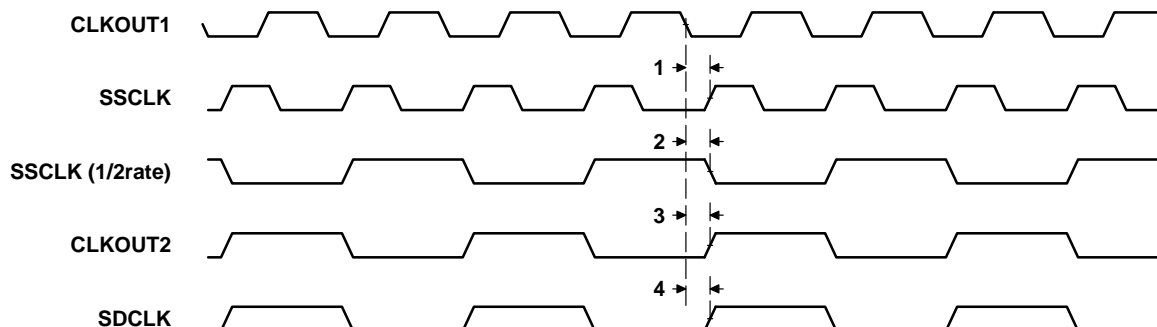 CLKOUT1
1
SSCLK
2
SSCLK (1/2rate)
3
CLKOUT2
4
SDCLK